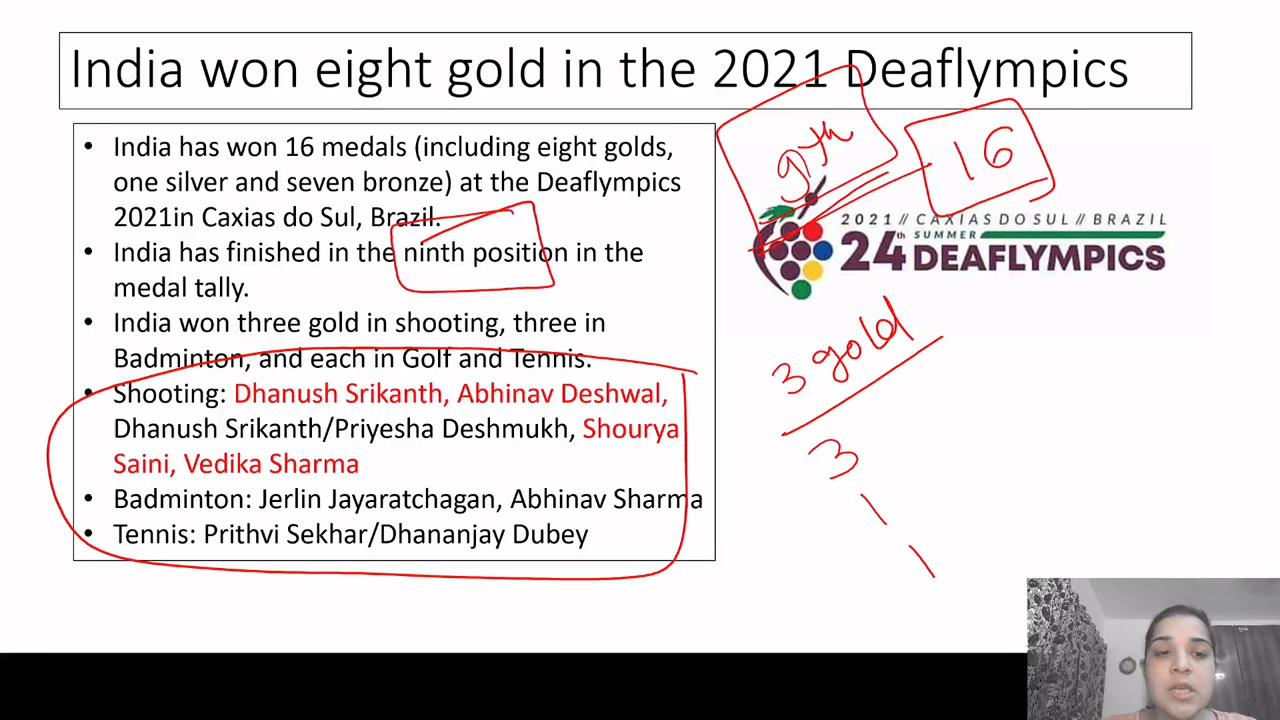 India won eight gold in the 2021 Deaflympics
• India has won 16 medals (including eight golds,
one silver and seven bronze) at the Deaflympics
2021in Caxias do Sul, Brazil.
• India has finished in the ninth position in the
medal tally.
• India won three gold in shooting, three in
Badminton, and each in Golf and Tennis.
• Shooting: Dhanush Srikanth, Abhinav Deshwal,
Dhanush Srikanth/Priyesha Deshmukh, Shourya
Saini, Vedika Sharma
• Badminton: Jerlin Jayaratchagan, Abhinav Sharma
• Tennis: Prithvi Sekhar/Dhananjay Dubey
9th
16
2021 // CAXIAS DO SUL // BRAZIL
24th SUMMER
DEAFLYMPICS
3 gold
3
1
1